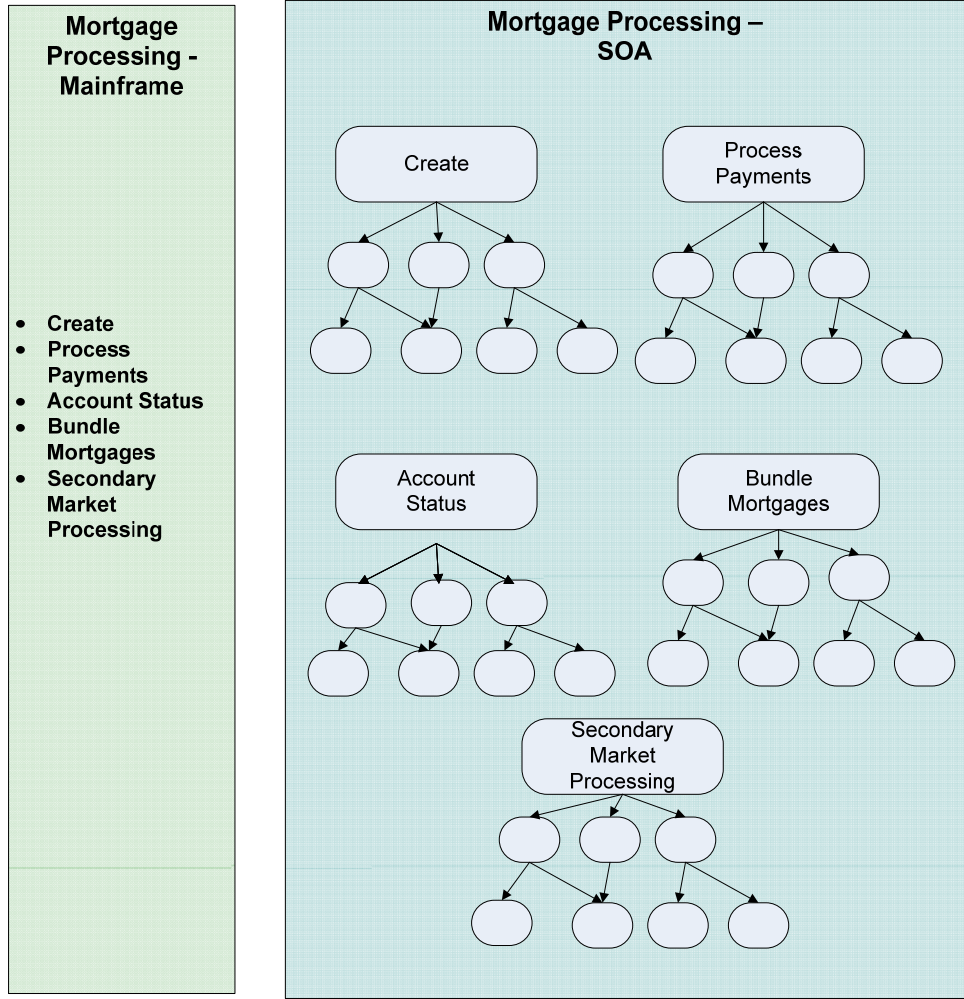 Mortgage
Processing -
Mainframe
• Create
• Process
Payments
• Account Status
• Bundle
Mortgages
• Secondary
Market
Processing
Mortgage Processing –
SOA
Create
Process
Payments
Account
Status
Bundle
Mortgages
Secondary
Market
Processing